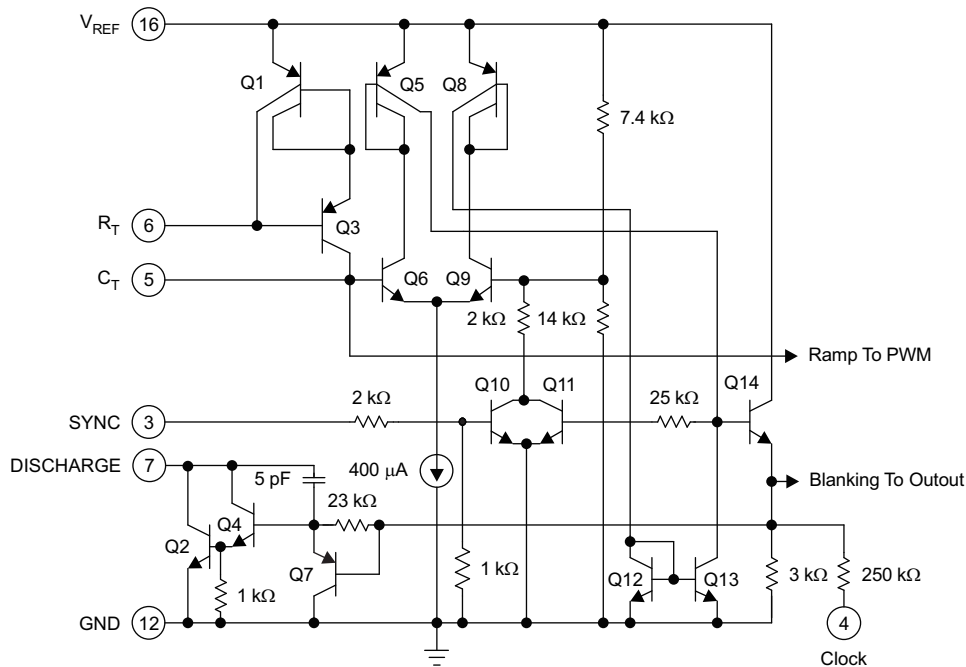 VREF 16
Q1
Q5
Q8
7.4 kΩ
RT 6
Q3
CT 5
Q6
Q9
2 kΩ
14 kΩ
Ramp To PWM
Q10
Q11
Q14
SYNC 3
2 kΩ
25 kΩ
DISCHARGE 7
5 pF
400 µA
Blanking To Outout
23 kΩ
Q4
Q2
Q7
1 kΩ
1 kΩ
Q12
Q13
3 kΩ
250 kΩ
GND 12
4
Clock